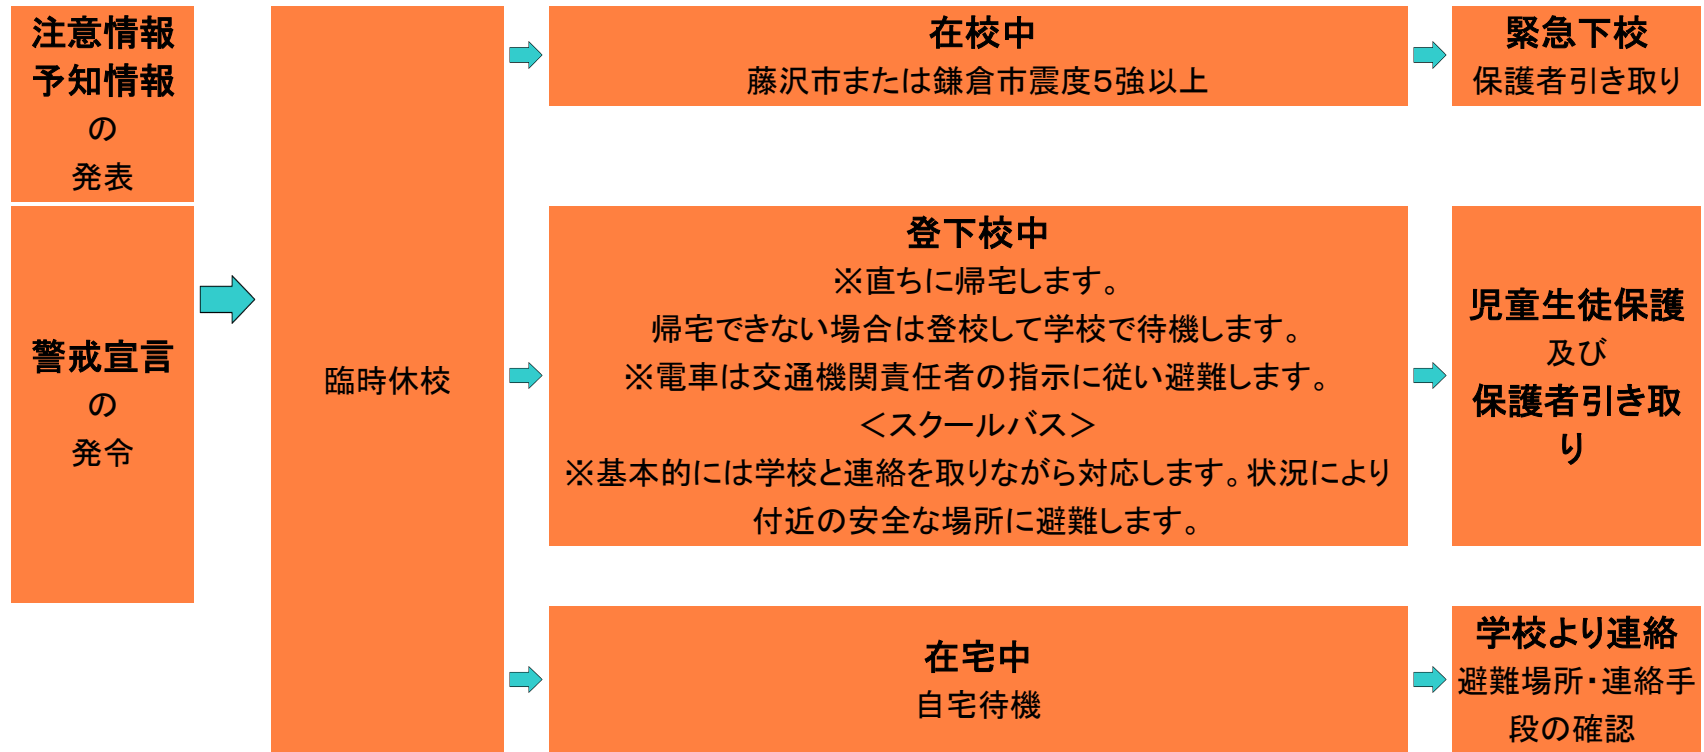 注意情報
予知情報
の
発表
警戒宣言
の
発令
臨時休校
在校中
藤沢市または鎌倉市震度5強以上
緊急下校
保護者引き取り
登下校中
※直ちに帰宅します。
帰宅できない場合は登校して学校で待機します。
※電車は交通機関責任者の指示に従い避難します。
<スクールバス>
※基本的には学校と連絡を取りながら対応します。状況により
付近の安全な場所に避難します。
児童生徒保護
及び
保護者引き取
り
在宅中
自宅待機
学校より連絡
避難場所・連絡手
段の確認